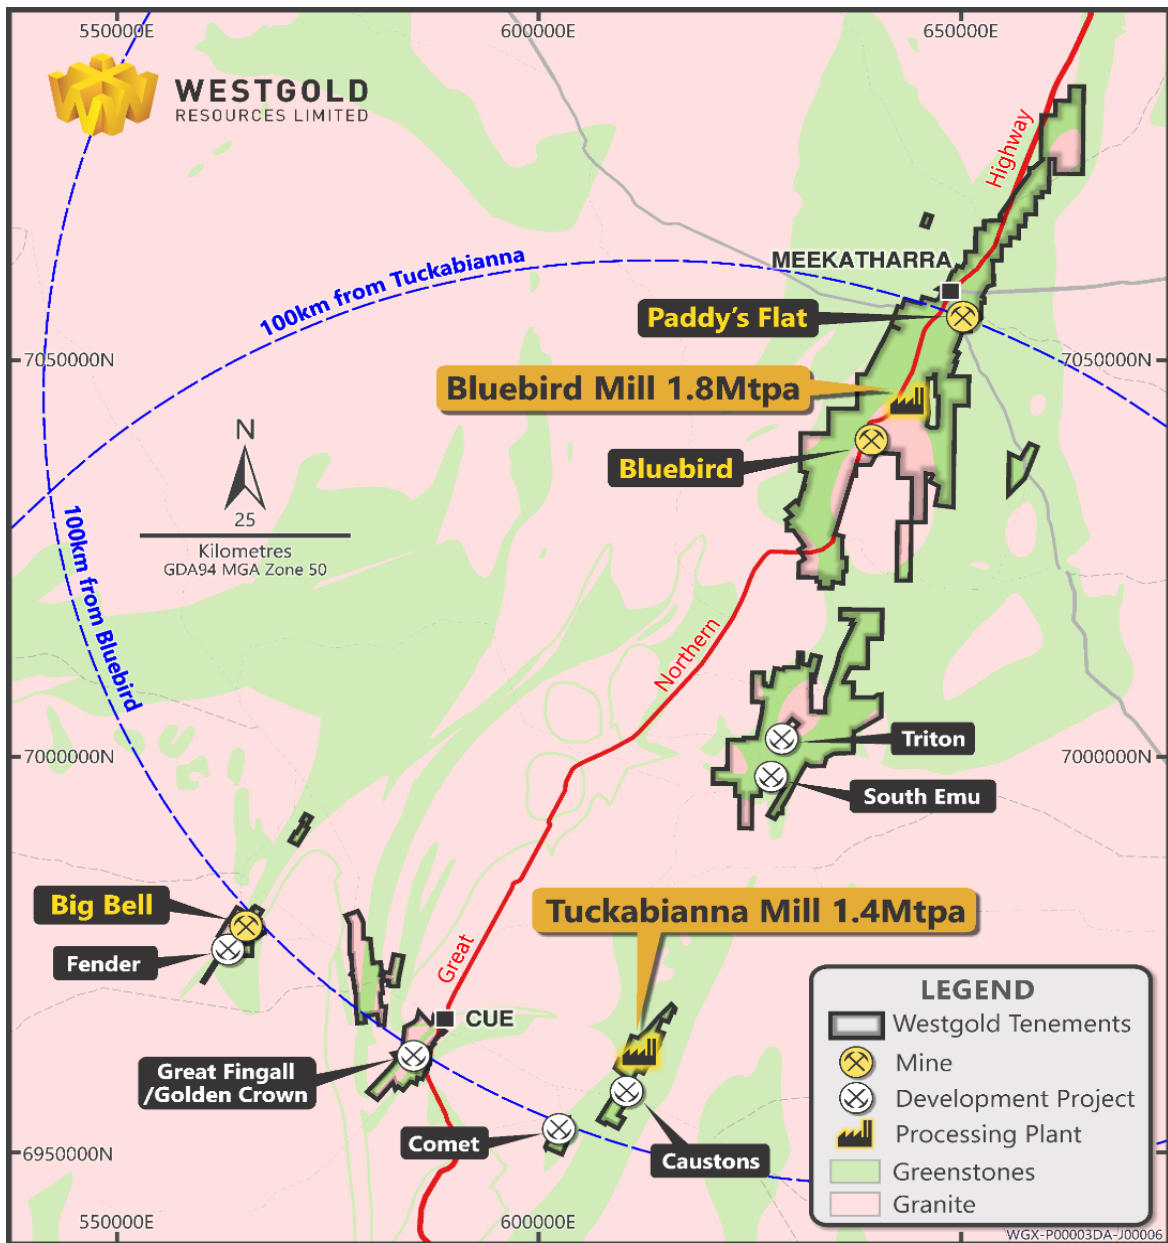 550000E
600000E
650000E
WESTGOLD
RESOURCES LIMITED
Highway
MEEKATHARRA
100km from Tuckabianna
Paddy's Flat
7050000N
7050000N
Bluebird Mill 1.8Mtpa
N
Bluebird
25
Kilometres
GDA94 MGA Zone 50
100km from Bluebird
Northern
Triton
7000000N
7000000N
South Emu
Big Bell
Tuckabianna Mill 1.4Mtpa
Fender
Great
CUE
Great Fingall
/Golden Crown
Comet
Caustons
6950000N
LEGEND
Westgold Tenements
Mine
Development Project
Processing Plant
Greenstones
Granite
550000E
600000E
WGX-P00003DA-J00006